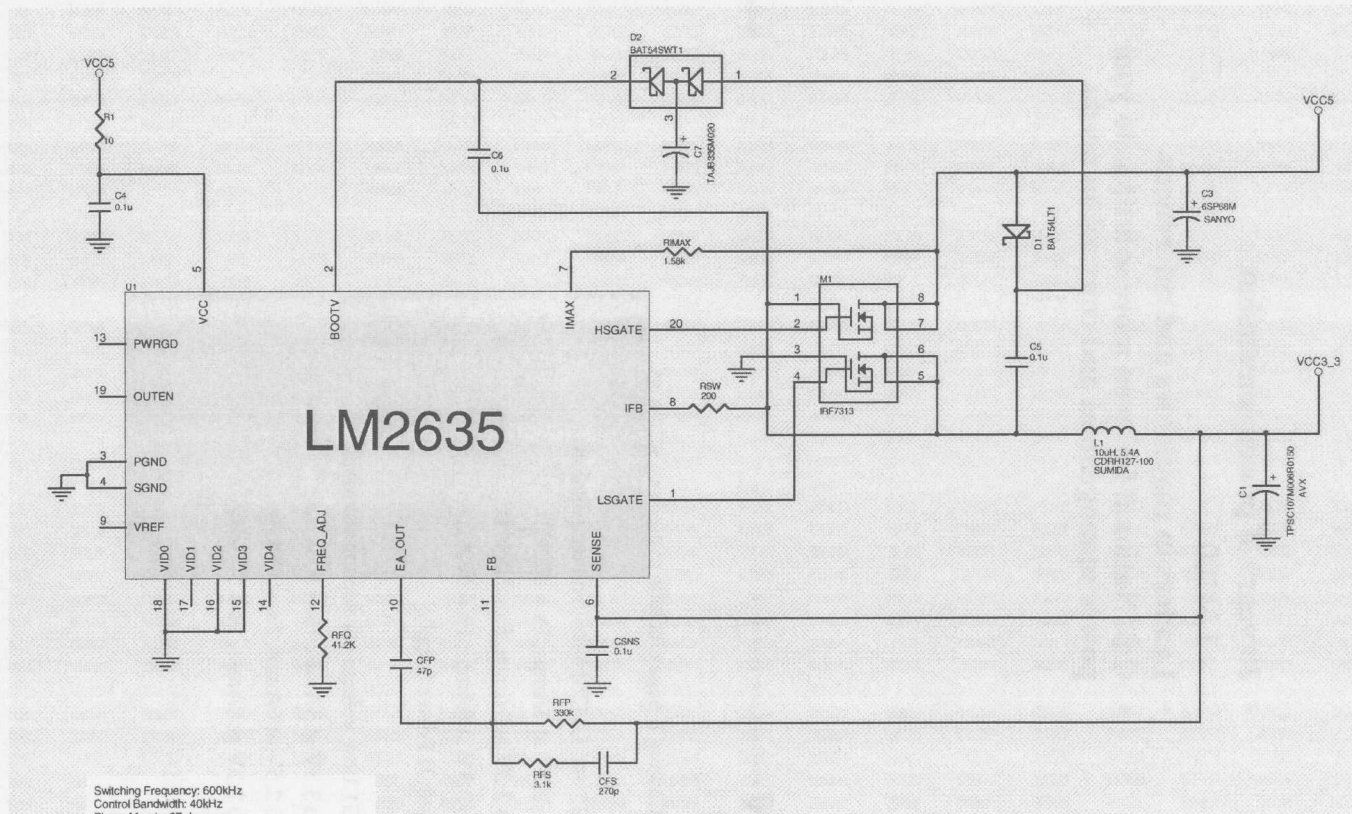 D2
BAT54SWT1
2
1
3
C7
TAJB335M020
VCC5
R1
10
C4
0.1u
C6
0.1u
VCC5
C3
6SP68M
SANYO
D1
BAT54LT1
RIMAX
1.58k
C5
0.1u
5
2
7
U1
VCC
BOOTV
IMAX
M1
1
8
2
7
3
6
4
5
IRF7313
HSGATE
20
13
PWRGD
19
OUTEN
IFB
8
RSW
200
LM2635
3
PGND
4
SGND
LSGATE
1
9
VREF
VCC3_3
L1
10uH, 5.4A
CDRH127-100
SUMIDA
C1
TPSC107M006R0150
AVX
VID0
VID1
VID2
VID3
VID4
FREQ_ADJ
EA_OUT
FB
SENSE
18
17
16
15
14
12
10
11
6
RFQ
41.2K
CFP
47p
CSNS
0.1u
RFP
330k
RFS
3.1k
CFS
270p
Switching Frequency: 600kHz
Control Bandwidth: 40kHz